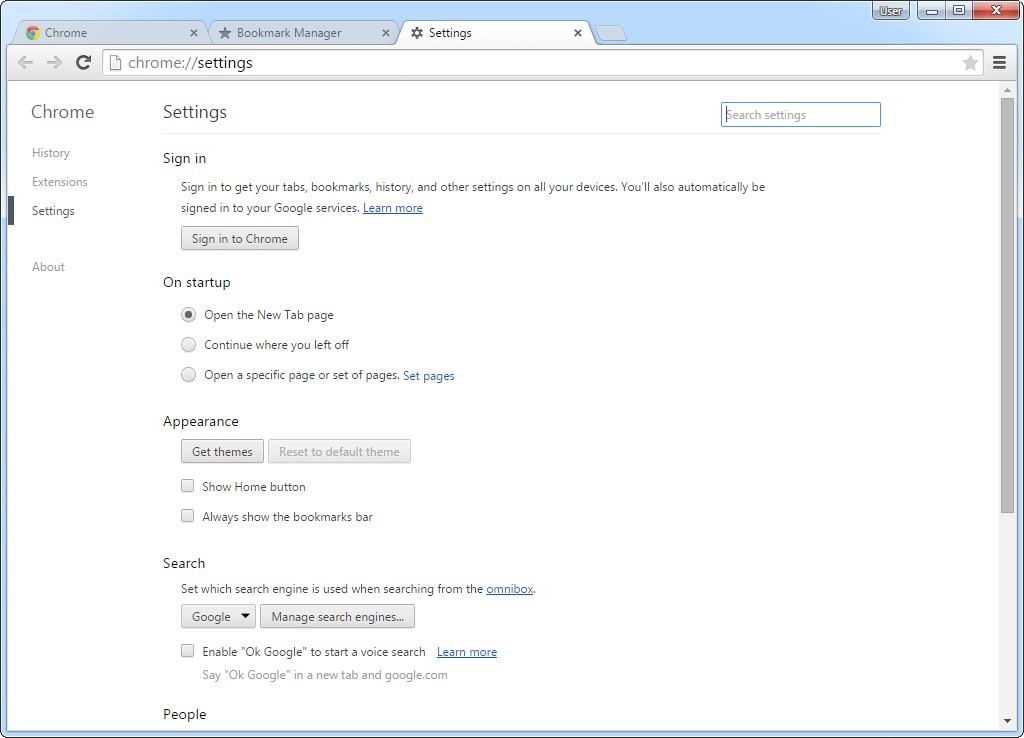 User
Chrome
Bookmark Manager
Settings
chrome://settings
Chrome
History
Extensions
Settings
About
Settings
Search settings
Sign in
Sign in to get your tabs, bookmarks, history, and other settings on all your devices. You'll also automatically be
signed in to your Google services. Learn more
Sign in to Chrome
On startup
Open the New Tab page
Continue where you left off
Open a specific page or set of pages. Set pages
Appearance
Get themes
Reset to default theme
Show Home button
Always show the bookmarks bar
Search
Set which search engine is used when searching from the omnibox.
Google
Manage search engines...
Enable "Ok Google" to start a voice search Learn more
Say "Ok Google" in a new tab and google.com
People